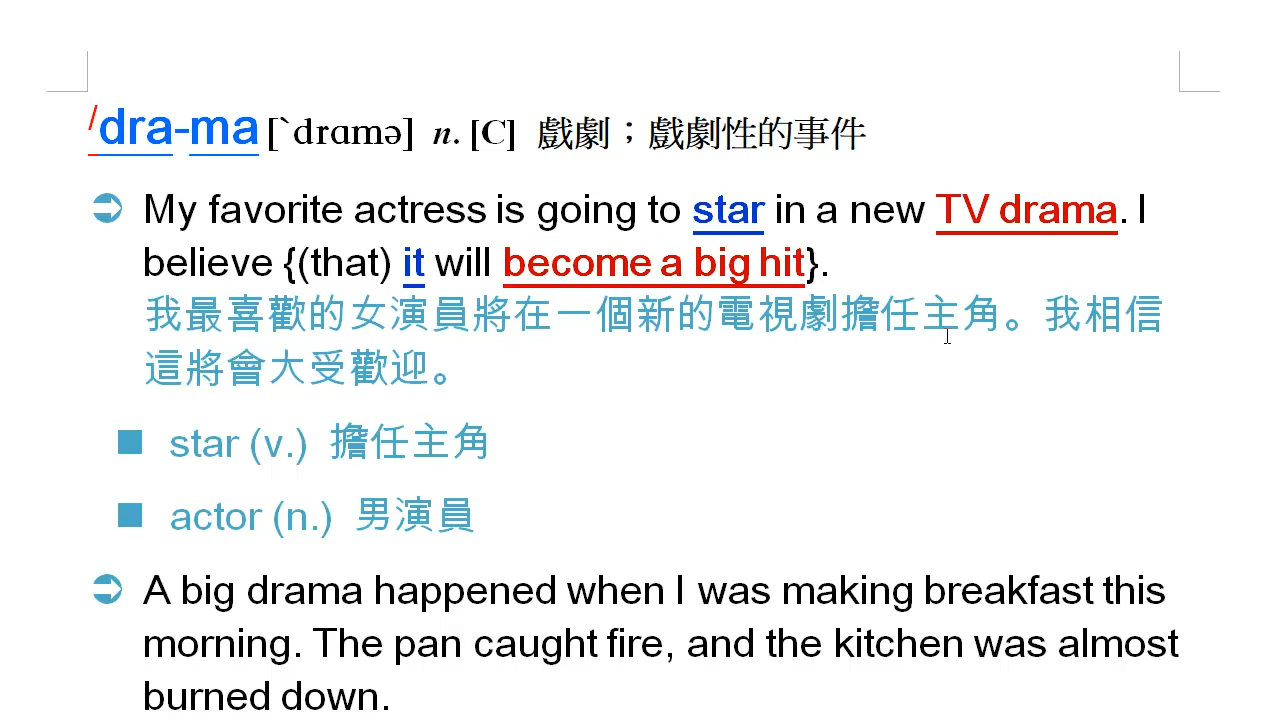 /dra-ma [ˋdrɑmə] n. [C] 戲劇；戲劇性的事件
➲ My favorite actress is going to star in a new TV drama. I
believe {(that) it will become a big hit}.
我最喜歡的女演員將在一個新的電視劇擔任主角。我相信
這將會大受歡迎。
■ star (v.) 擔任主角
■ actor (n.) 男演員
➲ A big drama happened when I was making breakfast this
morning. The pan caught fire, and the kitchen was almost
burned down.